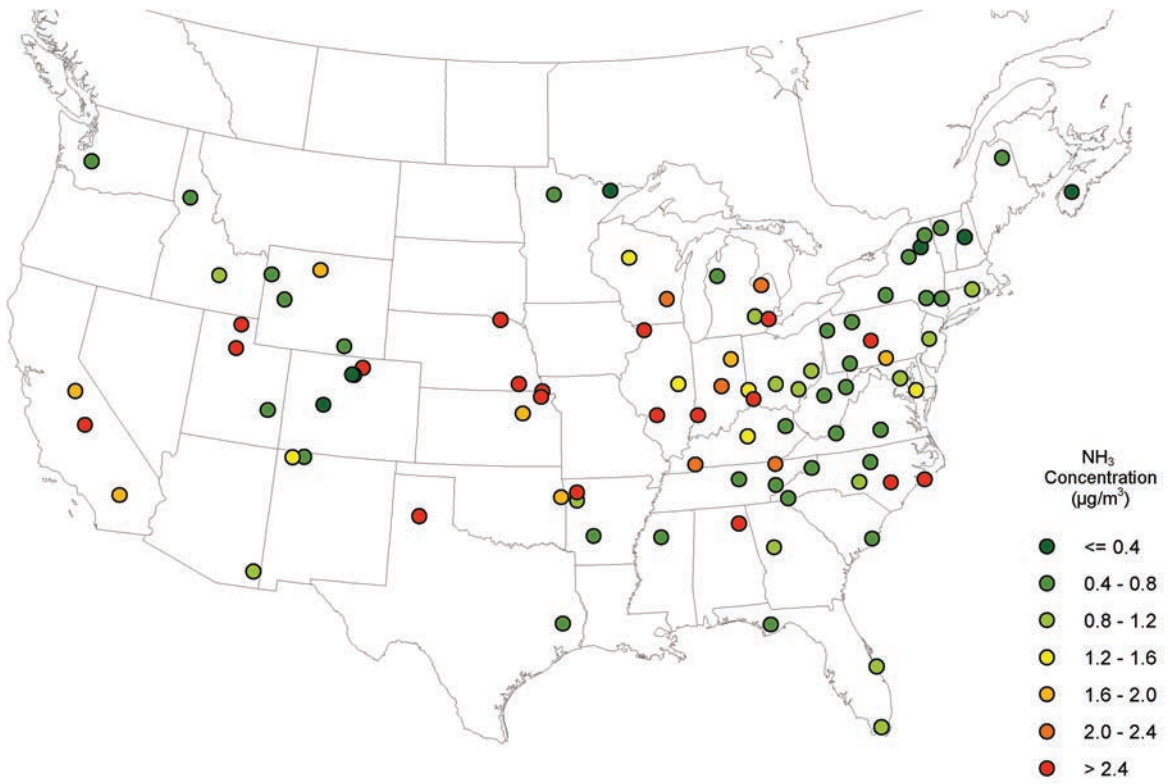 NH₃
Concentration
(µg/m³)
<= 0.4
0.4 - 0.8
0.8 - 1.2
1.2 - 1.6
1.6 - 2.0
2.0 - 2.4
> 2.4